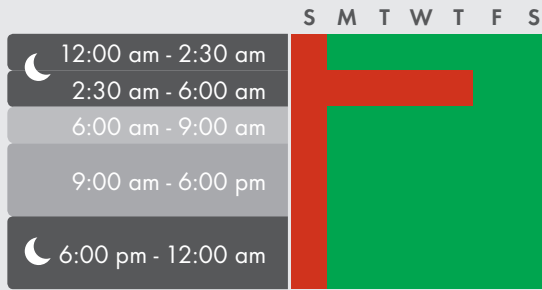 S M T W T F S
12:00 am - 2:30 am
2:30 am - 6:00 am
6:00 am - 9:00 am
9:00 am - 6:00 pm
6:00 pm - 12:00 am